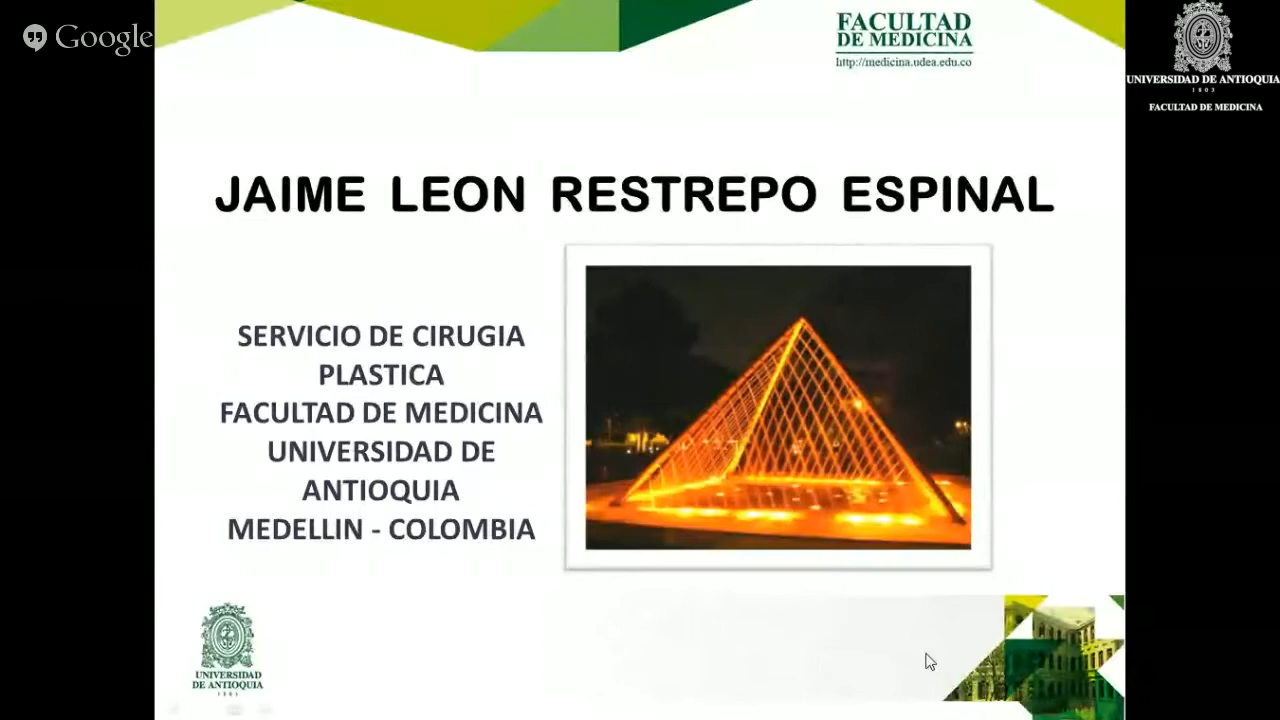 Google
FACULTAD
DE MEDICINA
http://medicina.udea.edu.co
UNIVERSIDAD DE ANTIOQUIA
1803
FACULTAD DE MEDICINA
JAIME LEON RESTREPO ESPINAL
SERVICIO DE CIRUGIA
PLASTICA
FACULTAD DE MEDICINA
UNIVERSIDAD DE
ANTIOQUIA
MEDELLIN - COLOMBIA
UNIVERSIDAD
DE ANTIOQUIA
1803